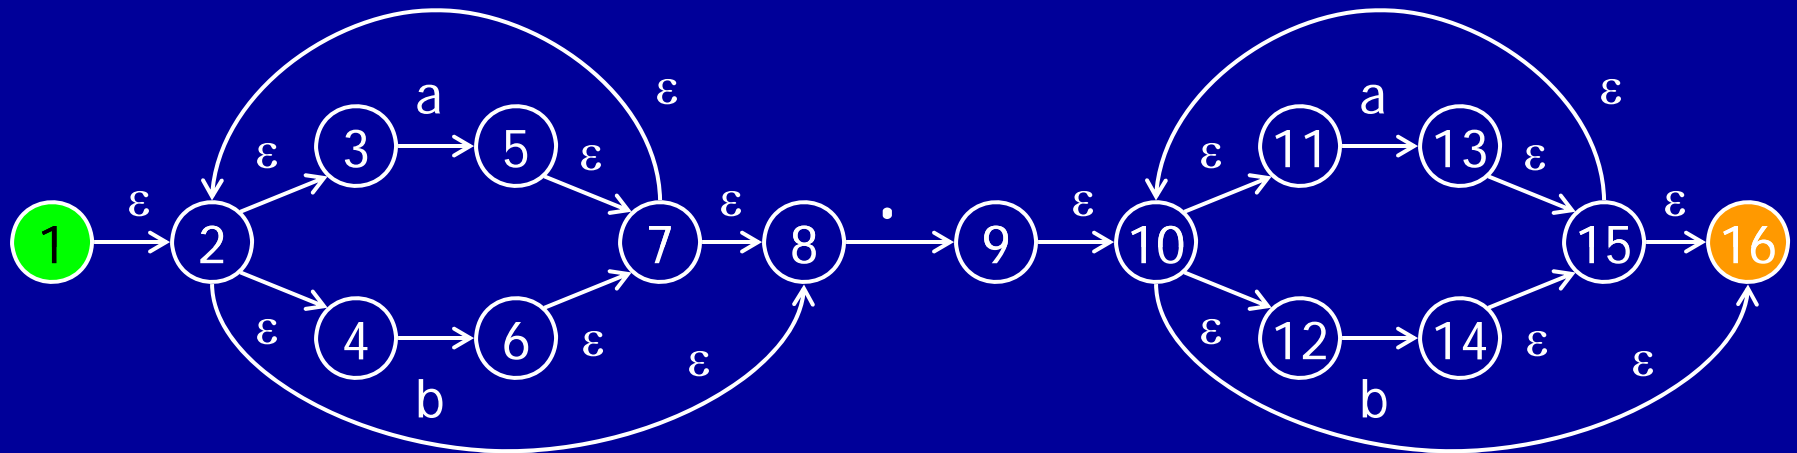 ε ε
a a
ε 3 5 ε ε 11 13 ε
ε ε . ε ε
1 2 7 8 9 10 15 16
ε 4 6 ε ε ε 12 14 ε ε
b b